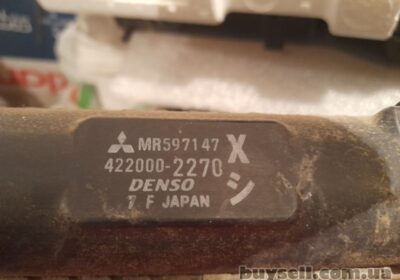 MR597147 X
422000-2270
DENSO シ
7 F JAPAN
buysell.com.ua